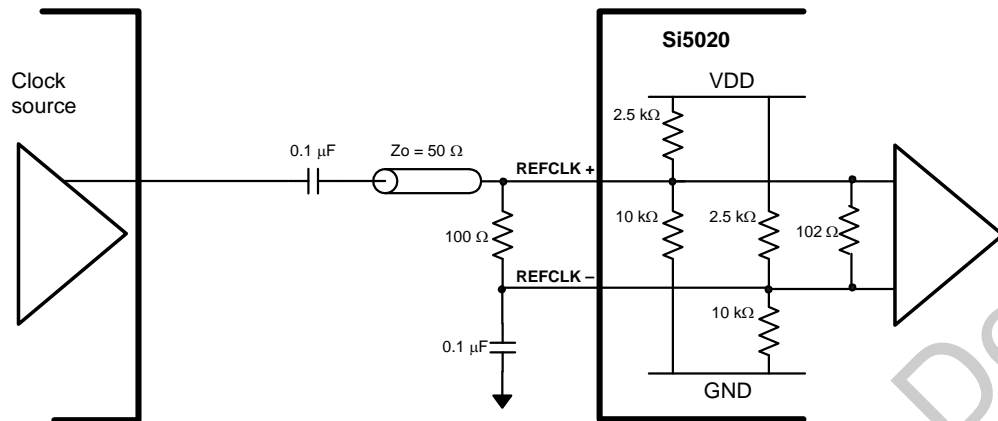 Si5020
Clock
source
VDD
2.5 kΩ
0.1 μF
Zo = 50 Ω
REFCLK +
10 kΩ
2.5 kΩ
102 Ω
100 Ω
REFCLK –
10 kΩ
0.1 μF
GND